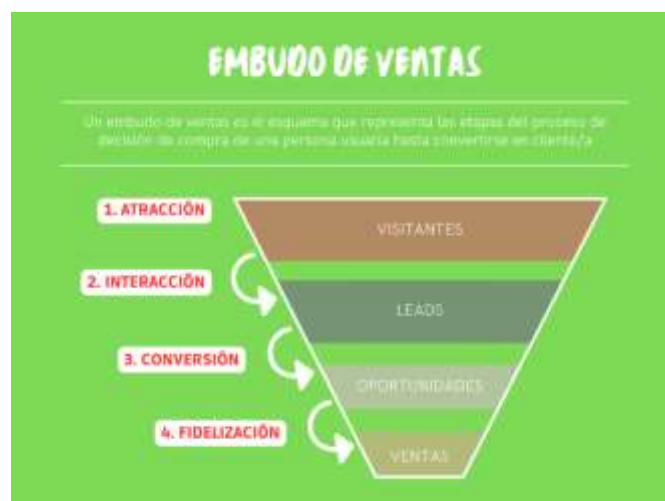 EMBUDO DE VENTAS
Un embudo de ventas es el esquema que representa las etapas del proceso de
decisión de compra de una persona usuaria hasta convertirse en cliente/a
1. ATRACCIÓN
VISITANTES
2. INTERACCIÓN
LEADS
3. CONVERSIÓN
OPORTUNIDADES
4. FIDELIZACIÓN
VENTAS